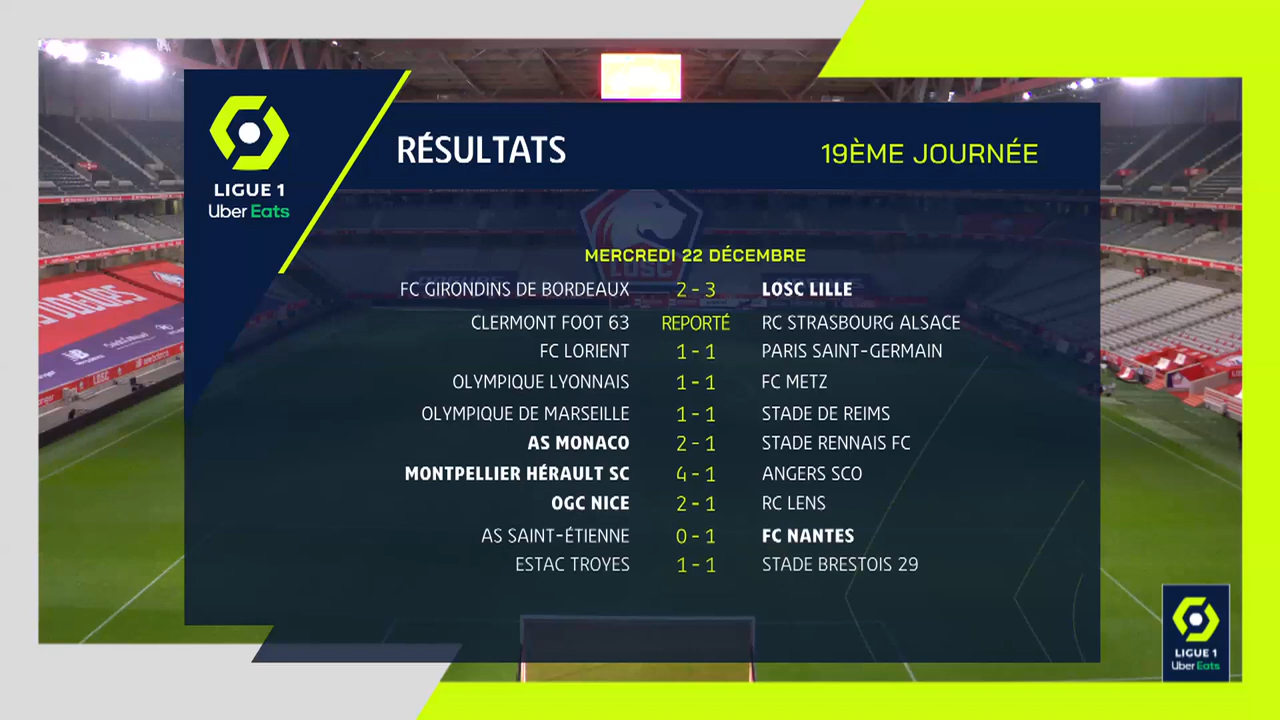 RÉSULTATS
19ÈME JOURNÉE
LIGUE 1
Uber Eats
LOSC
MERCREDI 22 DÉCEMBRE
FC GIRONDINS DE BORDEAUX 2 - 3 LOSC LILLE
CLERMONT FOOT 63 REPORTÉ RC STRASBOURG ALSACE
FC LORIENT 1 - 1 PARIS SAINT-GERMAIN
OLYMPIQUE LYONNAIS 1 - 1 FC METZ
OLYMPIQUE DE MARSEILLE 1 - 1 STADE DE REIMS
AS MONACO 2 - 1 STADE RENNAIS FC
MONTPELLIER HÉRAULT SC 4 - 1 ANGERS SCO
OGC NICE 2 - 1 RC LENS
AS SAINT-ÉTIENNE 0 - 1 FC NANTES
ESTAC TROYES 1 - 1 STADE BRESTOIS 29
LIGUE 1
Uber Eats